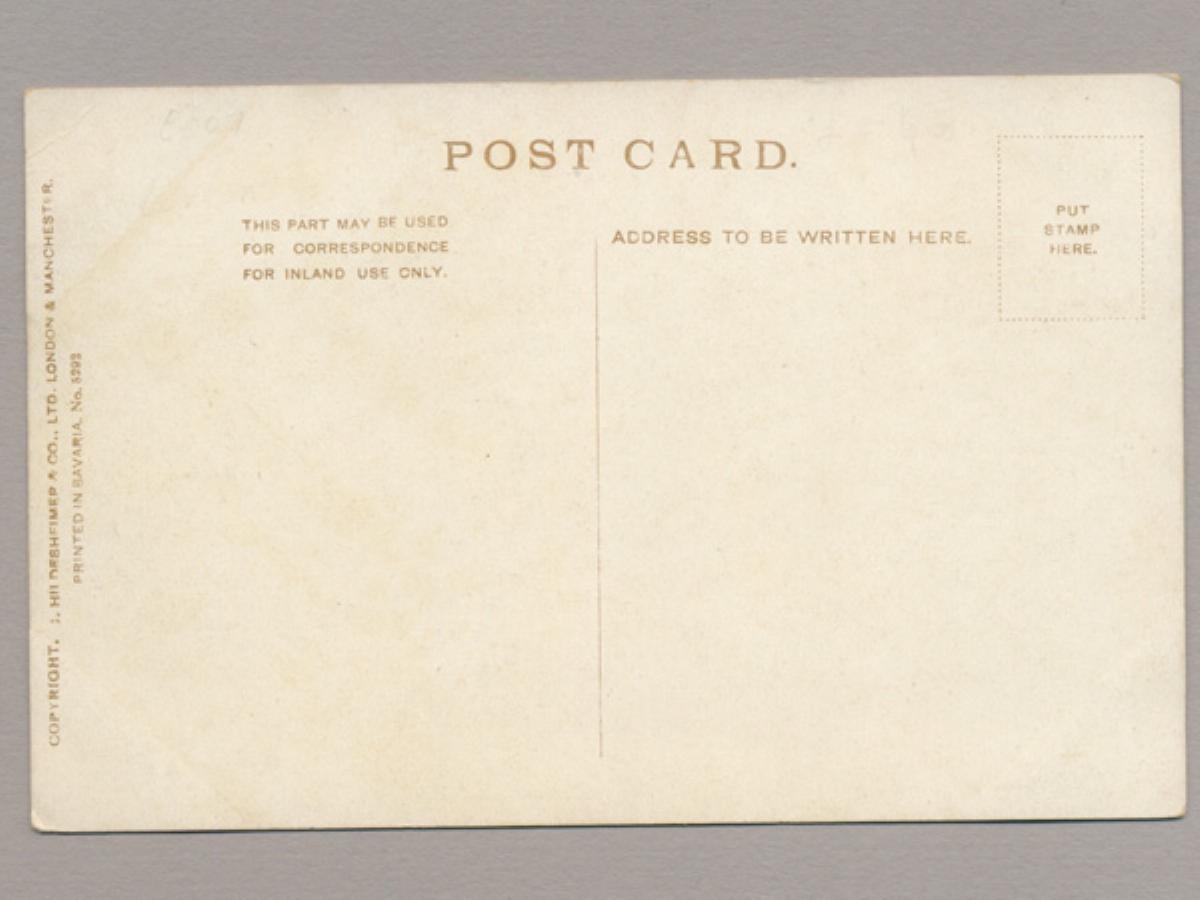 POST CARD.
THIS PART MAY BE USED
FOR CORRESPONDENCE
FOR INLAND USE ONLY.
ADDRESS TO BE WRITTEN HERE.
PUT
STAMP
HERE.
COPYRIGHT. J. HILDESHEIMER & CO., LTD. LONDON & MANCHESTER.
PRINTED IN BAVARIA. No.